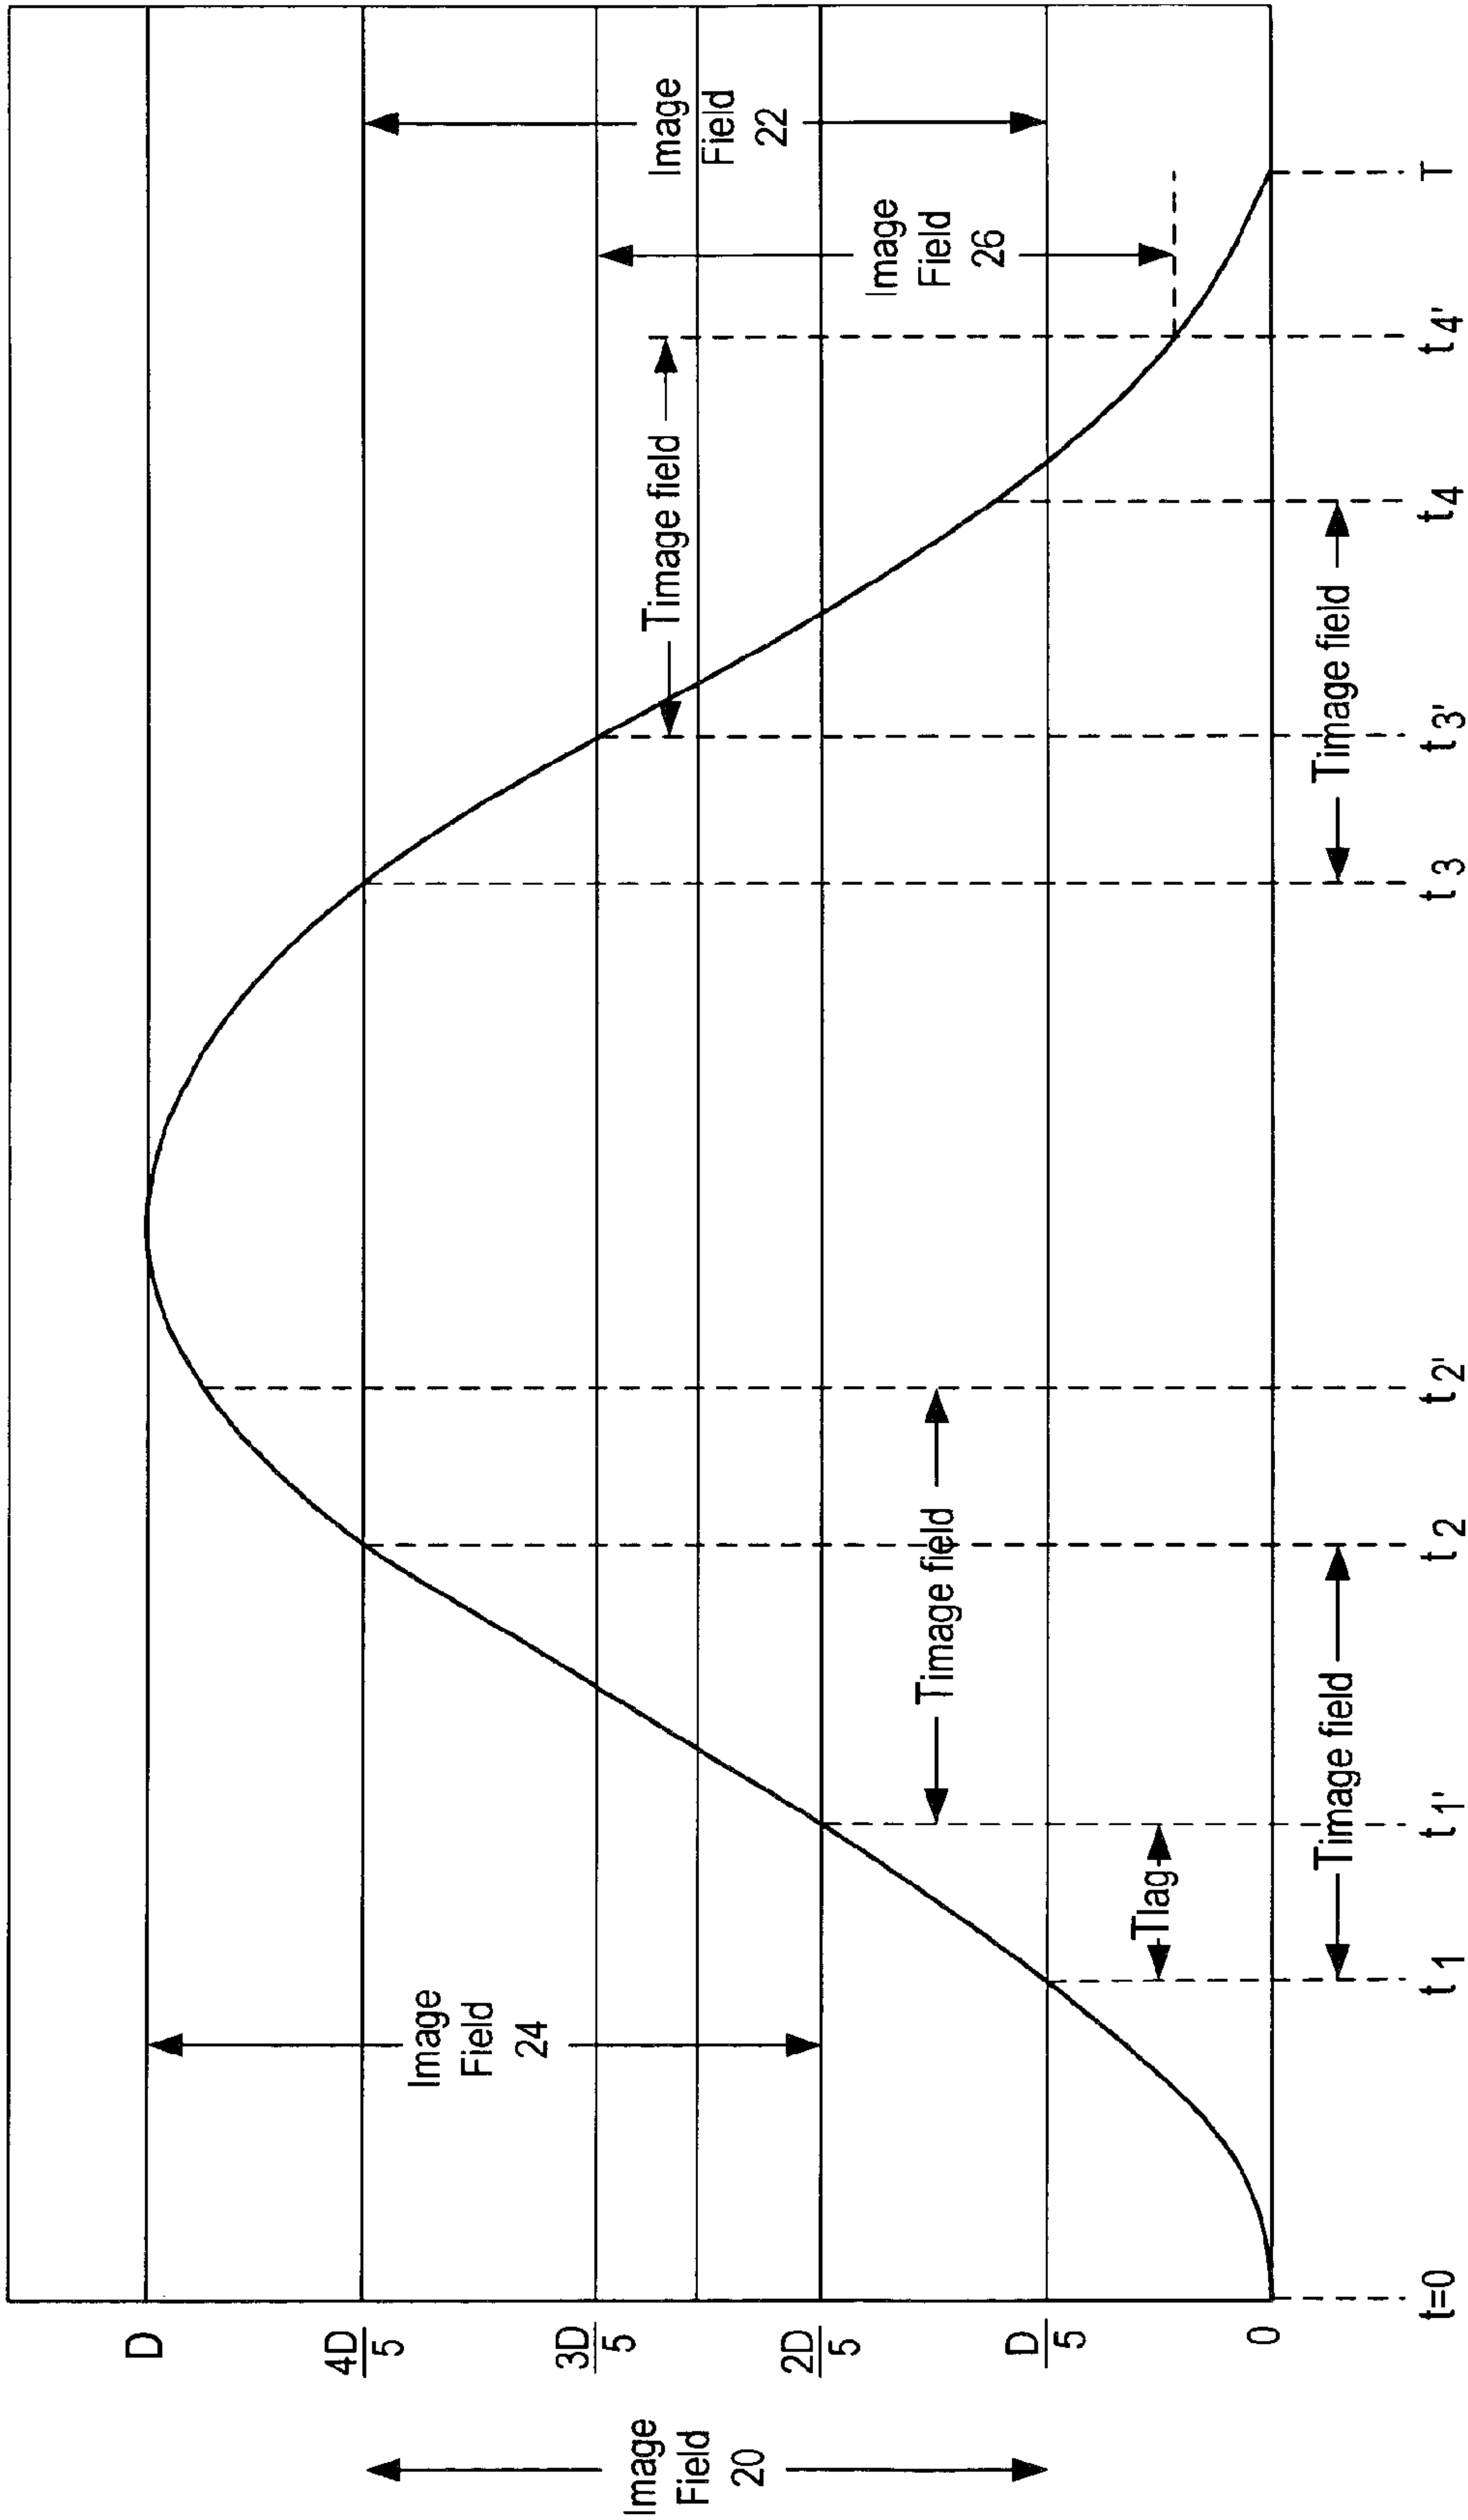 Image
Field
20
D
4D
5
3D
5
2D
5
D
5
0
Image
Field
24
Tlag
Timage field
Timage field
Timage field
Timage field
Image
Field
26
Image
Field
22
t=0
t1
t1'
t2
t2'
t3
t3'
t4
t4'
T